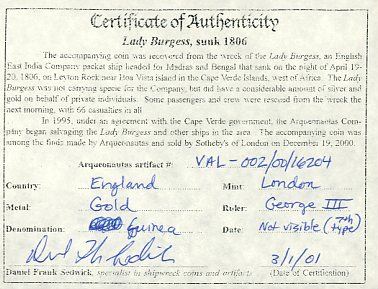 Certificate of Authenticity
Lady Burgess, sunk 1806
The accompanying coin was recovered from the wreck of the Lady Burgess, an English
East India Company packet ship headed for Madras and Bengal that sank on the night of April 19-
20, 1806, on Leyton Rock near Boa Vista island in the Cape Verde Islands, west of Africa. The Lady
Burgess was not carrying specie for the Company, but did have a considerable amount of silver and
gold on behalf of private individuals. Some passengers and crew were rescued from the wreck the
next morning, with 66 casualties in all.
In 1995, under an agreement with the Cape Verde government, the Arqueonautas Com-
pany began salvaging the Lady Burgess and other ships in the area. The accompanying coin was
among the finds made by Arqueonautas and sold by Sotheby's of London on December 19, 2000.
Arqueonautas artifact #: VAL-002/00/16204
Country: England Mint: London
Metal: Gold Ruler: George III
Denomination: Guinea Date: Not visible (7th type)
3/1/01
Daniel Frank Sedwick, specialist in shipwreck coins and artifacts (Date of Certification)